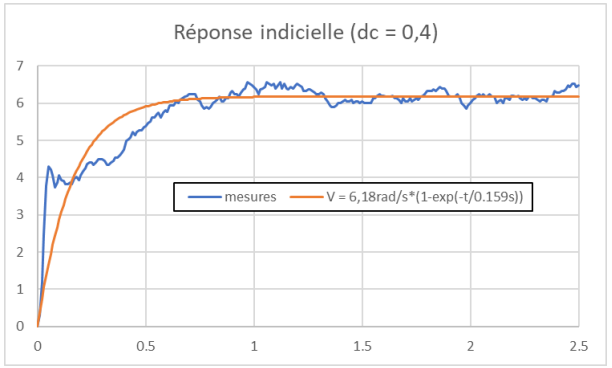 Réponse indicielle (dc = 0,4)
7
6
5
4
3
2
1
0
mesures V = 6,18rad/s*(1-exp(-t/0.159s))
0 0.5 1 1.5 2 2.5